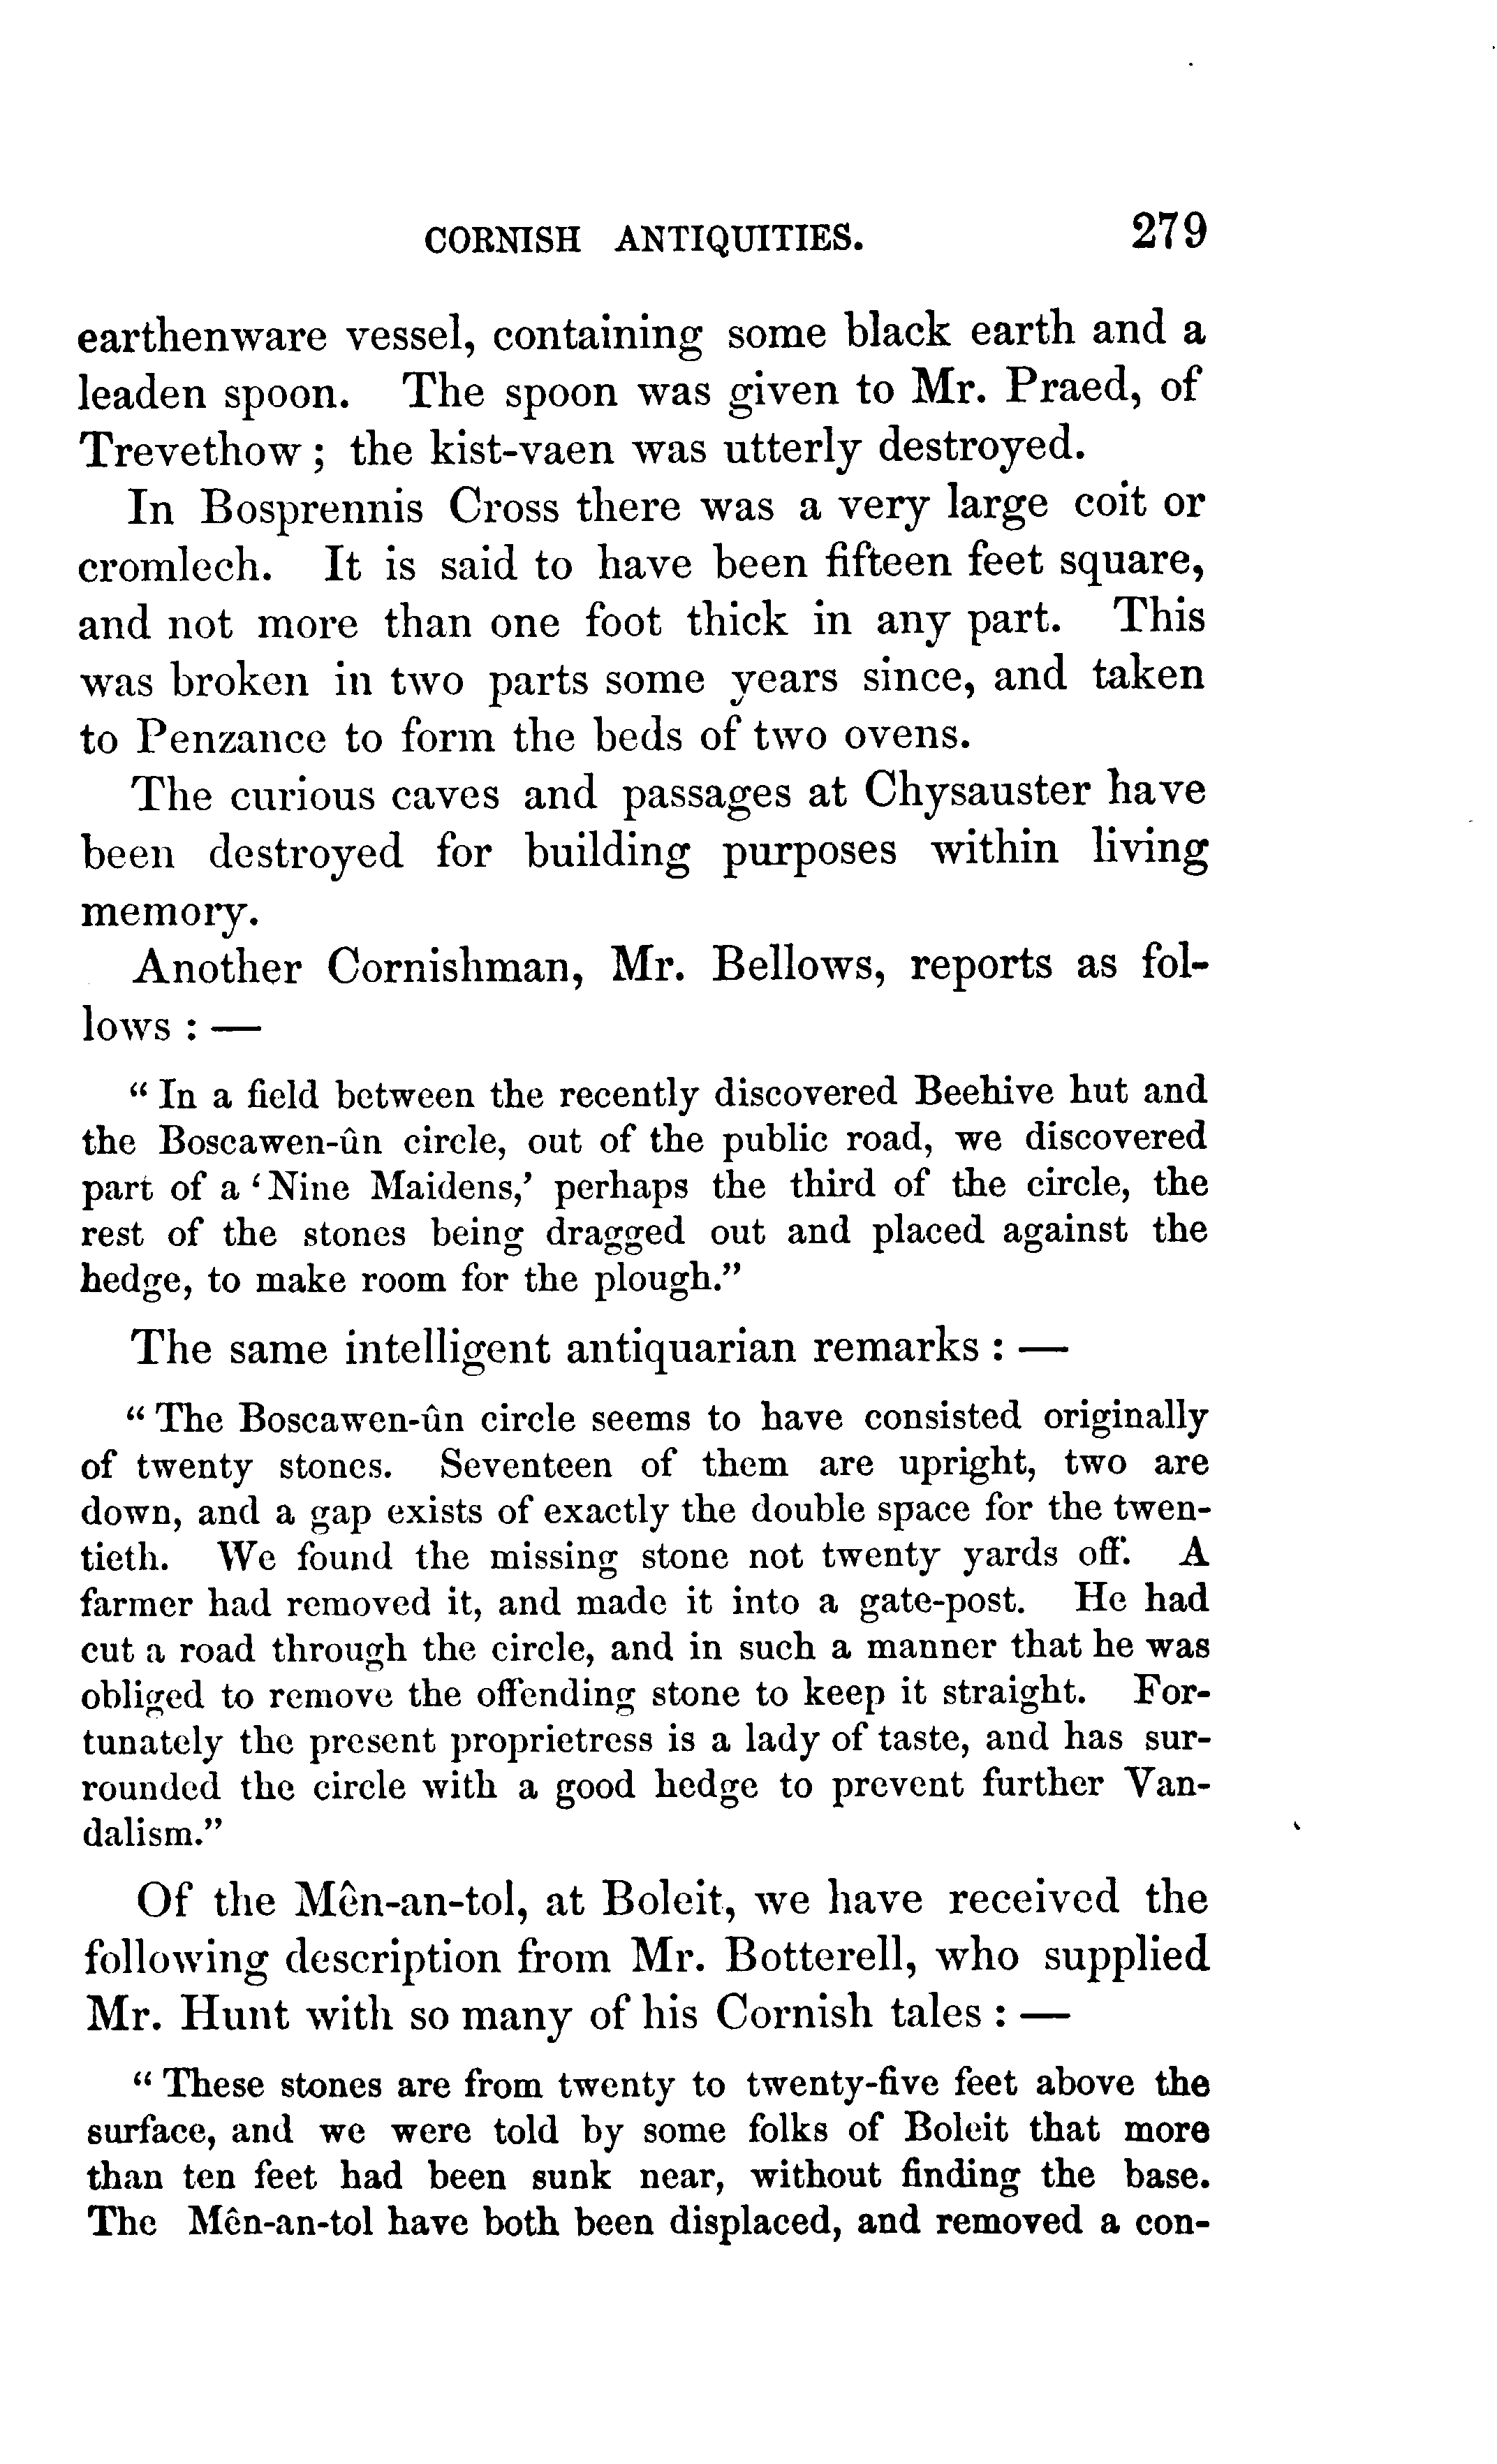 CORNISH ANTIQUITIES. 279
earthenware vessel, containing some black earth and a
leaden spoon. The spoon was given to Mr. Praed, of
Trevethow ; the kist-vaen was utterly destroyed.
In Bosprennis Cross there was a very large coit or
cromlech. It is said to have been fifteen feet square,
and not more than one foot thick in any part. This
was broken in two parts some years since, and taken
to Penzance to form the beds of two ovens.
The curious caves and passages at Chysauster have
been destroyed for building purposes within living
memory.
Another Cornishman, Mr. Bellows, reports as fol-
lows : —
“ In a field between the recently discovered Beehive hut and
the Boscawen-ûn circle, out of the public road, we discovered
part of a ‘Nine Maidens,’ perhaps the third of the circle, the
rest of the stones being dragged out and placed against the
hedge, to make room for the plough.”
The same intelligent antiquarian remarks : —
“ The Boscawen-ûn circle seems to have consisted originally
of twenty stones. Seventeen of them are upright, two are
down, and a gap exists of exactly the double space for the twen-
tieth. We found the missing stone not twenty yards off. A
farmer had removed it, and made it into a gate-post. He had
cut a road through the circle, and in such a manner that he was
obliged to remove the offending stone to keep it straight. For-
tunately the present proprietress is a lady of taste, and has sur-
rounded the circle with a good hedge to prevent further Van-
dalism.”
Of the Mên-an-tol, at Boleit, we have received the
following description from Mr. Botterell, who supplied
Mr. Hunt with so many of his Cornish tales : —
“ These stones are from twenty to twenty-five feet above the
surface, and we were told by some folks of Boleit that more
than ten feet had been sunk near, without finding the base.
The Mên-an-tol have both been displaced, and removed a con-